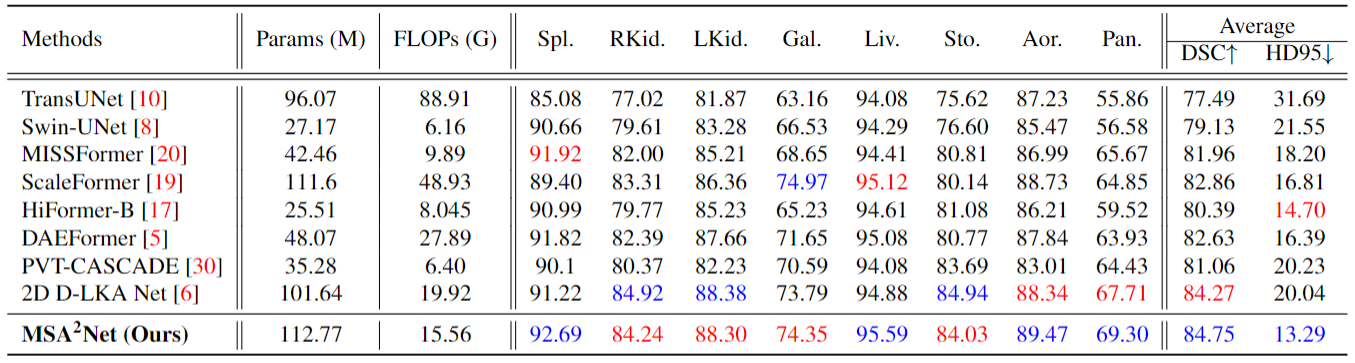 Methods Params (M) FLOPs (G) Spl. RKid. LKid. Gal. Liv. Sto. Aor. Pan. Average
DSC↑ HD95↓
TransUNet [10] 96.07 88.91 85.08 77.02 81.87 63.16 94.08 75.62 87.23 55.86 77.49 31.69
Swin-UNet [8] 27.17 6.16 90.66 79.61 83.28 66.53 94.29 76.60 85.47 56.58 79.13 21.55
MISSFormer [20] 42.46 9.89 91.92 82.00 85.21 68.65 94.41 80.81 86.99 65.67 81.96 18.20
ScaleFormer [19] 111.6 48.93 89.40 83.31 86.36 74.97 95.12 80.14 88.73 64.85 82.86 16.81
HiFormer-B [17] 25.51 8.045 90.99 79.77 85.23 65.23 94.61 81.08 86.21 59.52 80.39 14.70
DAEFormer [5] 48.07 27.89 91.82 82.39 87.66 71.65 95.08 80.77 87.84 63.93 82.63 16.39
PVT-CASCADE [30] 35.28 6.40 90.1 80.37 82.23 70.59 94.08 83.69 83.01 64.43 81.06 20.23
2D D-LKA Net [6] 101.64 19.92 91.22 84.92 88.38 73.79 94.88 84.94 88.34 67.71 84.27 20.04
MSA²Net (Ours) 112.77 15.56 92.69 84.24 88.30 74.35 95.59 84.03 89.47 69.30 84.75 13.29